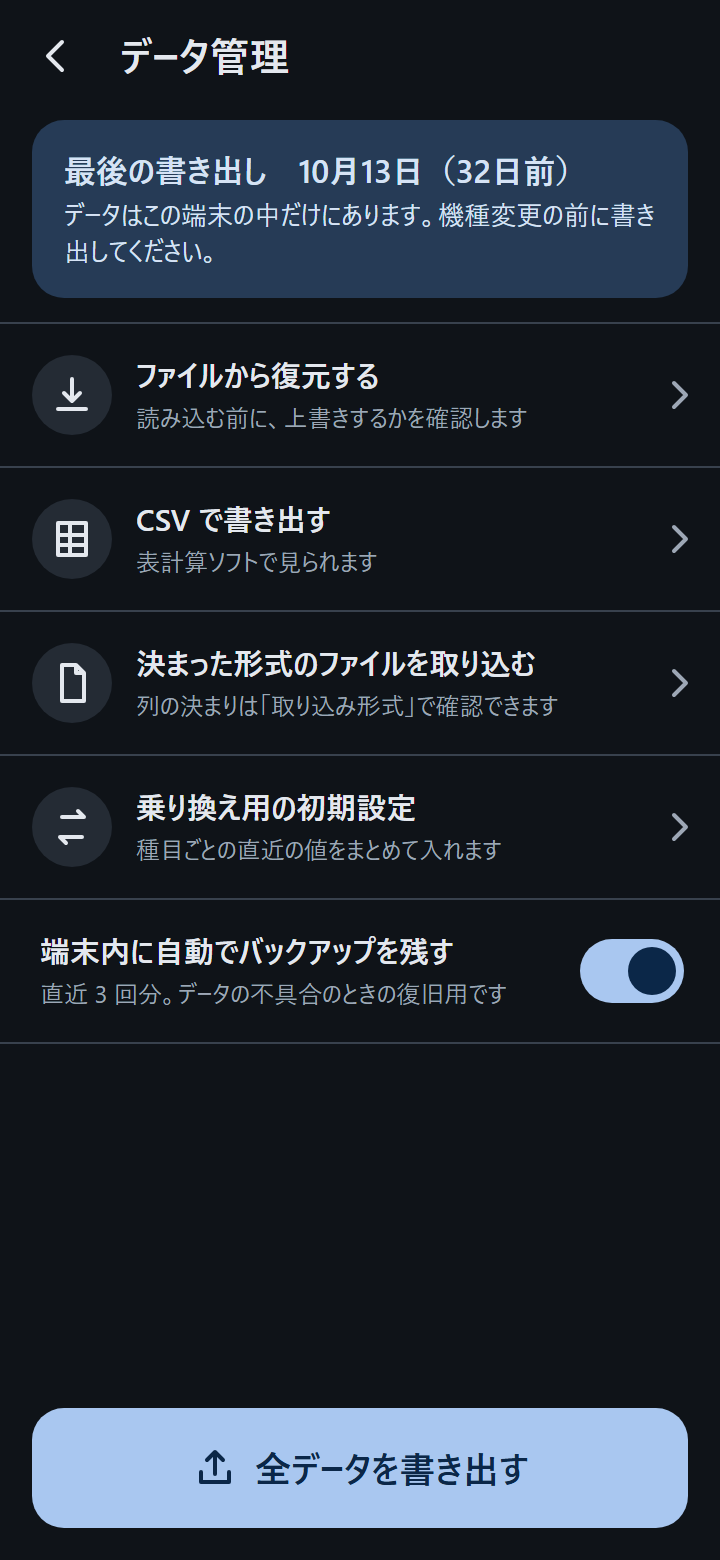 データ管理
最後の書き出し　10月13日（32日前）
データはこの端末の中だけにあります。機種変更の前に書き
出してください。
ファイルから復元する
読み込む前に、上書きするかを確認します
CSV で書き出す
表計算ソフトで見られます
決まった形式のファイルを取り込む
列の決まりは「取り込み形式」で確認できます
乗り換え用の初期設定
種目ごとの直近の値をまとめて入れます
端末内に自動でバックアップを残す
直近 3 回分。データの不具合のときの復旧用です
全データを書き出す